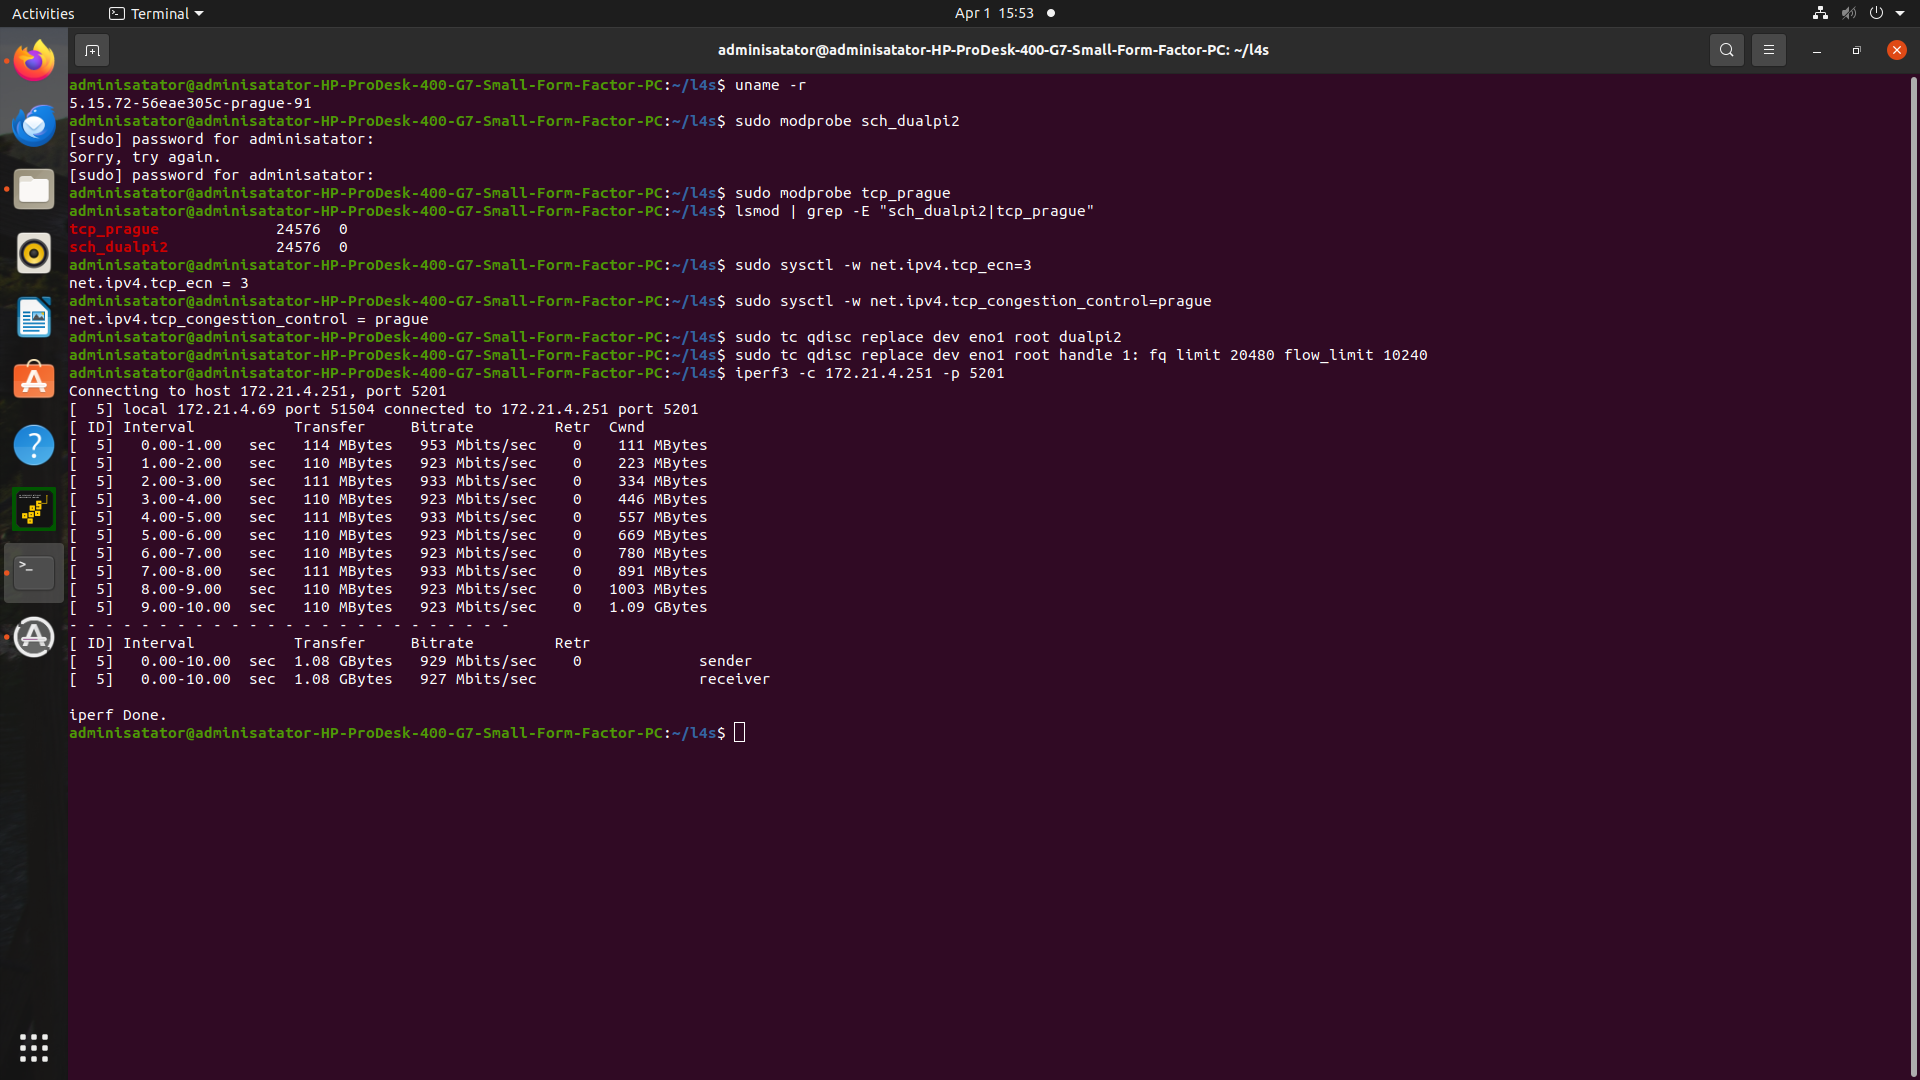 Activities
Terminal
Apr 1 15:53
adminisatator@adminisatator-HP-ProDesk-400-G7-Small-Form-Factor-PC: ~/l4s
adminisatator@adminisatator-HP-ProDesk-400-G7-Small-Form-Factor-PC:~/l4s$ uname -r
5.15.72-56eae305c-prague-91
adminisatator@adminisatator-HP-ProDesk-400-G7-Small-Form-Factor-PC:~/l4s$ sudo modprobe sch_dualpi2
[sudo] password for adminisatator:
Sorry, try again.
[sudo] password for adminisatator:
adminisatator@adminisatator-HP-ProDesk-400-G7-Small-Form-Factor-PC:~/l4s$ sudo modprobe tcp_prague
adminisatator@adminisatator-HP-ProDesk-400-G7-Small-Form-Factor-PC:~/l4s$ lsmod | grep -E "sch_dualpi2|tcp_prague"
tcp_prague             24576  0
sch_dualpi2            24576  0
adminisatator@adminisatator-HP-ProDesk-400-G7-Small-Form-Factor-PC:~/l4s$ sudo sysctl -w net.ipv4.tcp_ecn=3
net.ipv4.tcp_ecn = 3
adminisatator@adminisatator-HP-ProDesk-400-G7-Small-Form-Factor-PC:~/l4s$ sudo sysctl -w net.ipv4.tcp_congestion_control=prague
net.ipv4.tcp_congestion_control = prague
adminisatator@adminisatator-HP-ProDesk-400-G7-Small-Form-Factor-PC:~/l4s$ sudo tc qdisc replace dev eno1 root dualpi2
adminisatator@adminisatator-HP-ProDesk-400-G7-Small-Form-Factor-PC:~/l4s$ sudo tc qdisc replace dev eno1 root handle 1: fq limit 20480 flow_limit 10240
adminisatator@adminisatator-HP-ProDesk-400-G7-Small-Form-Factor-PC:~/l4s$ iperf3 -c 172.21.4.251 -p 5201
Connecting to host 172.21.4.251, port 5201
[  5] local 172.21.4.69 port 51504 connected to 172.21.4.251 port 5201
[ ID] Interval           Transfer     Bitrate         Retr  Cwnd
[  5]   0.00-1.00   sec   114 MBytes   953 Mbits/sec    0    111 MBytes
[  5]   1.00-2.00   sec   110 MBytes   923 Mbits/sec    0    223 MBytes
[  5]   2.00-3.00   sec   111 MBytes   933 Mbits/sec    0    334 MBytes
[  5]   3.00-4.00   sec   110 MBytes   923 Mbits/sec    0    446 MBytes
[  5]   4.00-5.00   sec   111 MBytes   933 Mbits/sec    0    557 MBytes
[  5]   5.00-6.00   sec   110 MBytes   923 Mbits/sec    0    669 MBytes
[  5]   6.00-7.00   sec   110 MBytes   923 Mbits/sec    0    780 MBytes
[  5]   7.00-8.00   sec   111 MBytes   933 Mbits/sec    0    891 MBytes
[  5]   8.00-9.00   sec   110 MBytes   923 Mbits/sec    0   1003 MBytes
[  5]   9.00-10.00  sec   110 MBytes   923 Mbits/sec    0   1.09 GBytes
- - - - - - - - - - - - - - - - - - - - - - - - -
[ ID] Interval           Transfer     Bitrate         Retr
[  5]   0.00-10.00  sec  1.08 GBytes   929 Mbits/sec    0             sender
[  5]   0.00-10.00  sec  1.08 GBytes   927 Mbits/sec                  receiver
iperf Done.
adminisatator@adminisatator-HP-ProDesk-400-G7-Small-Form-Factor-PC:~/l4s$